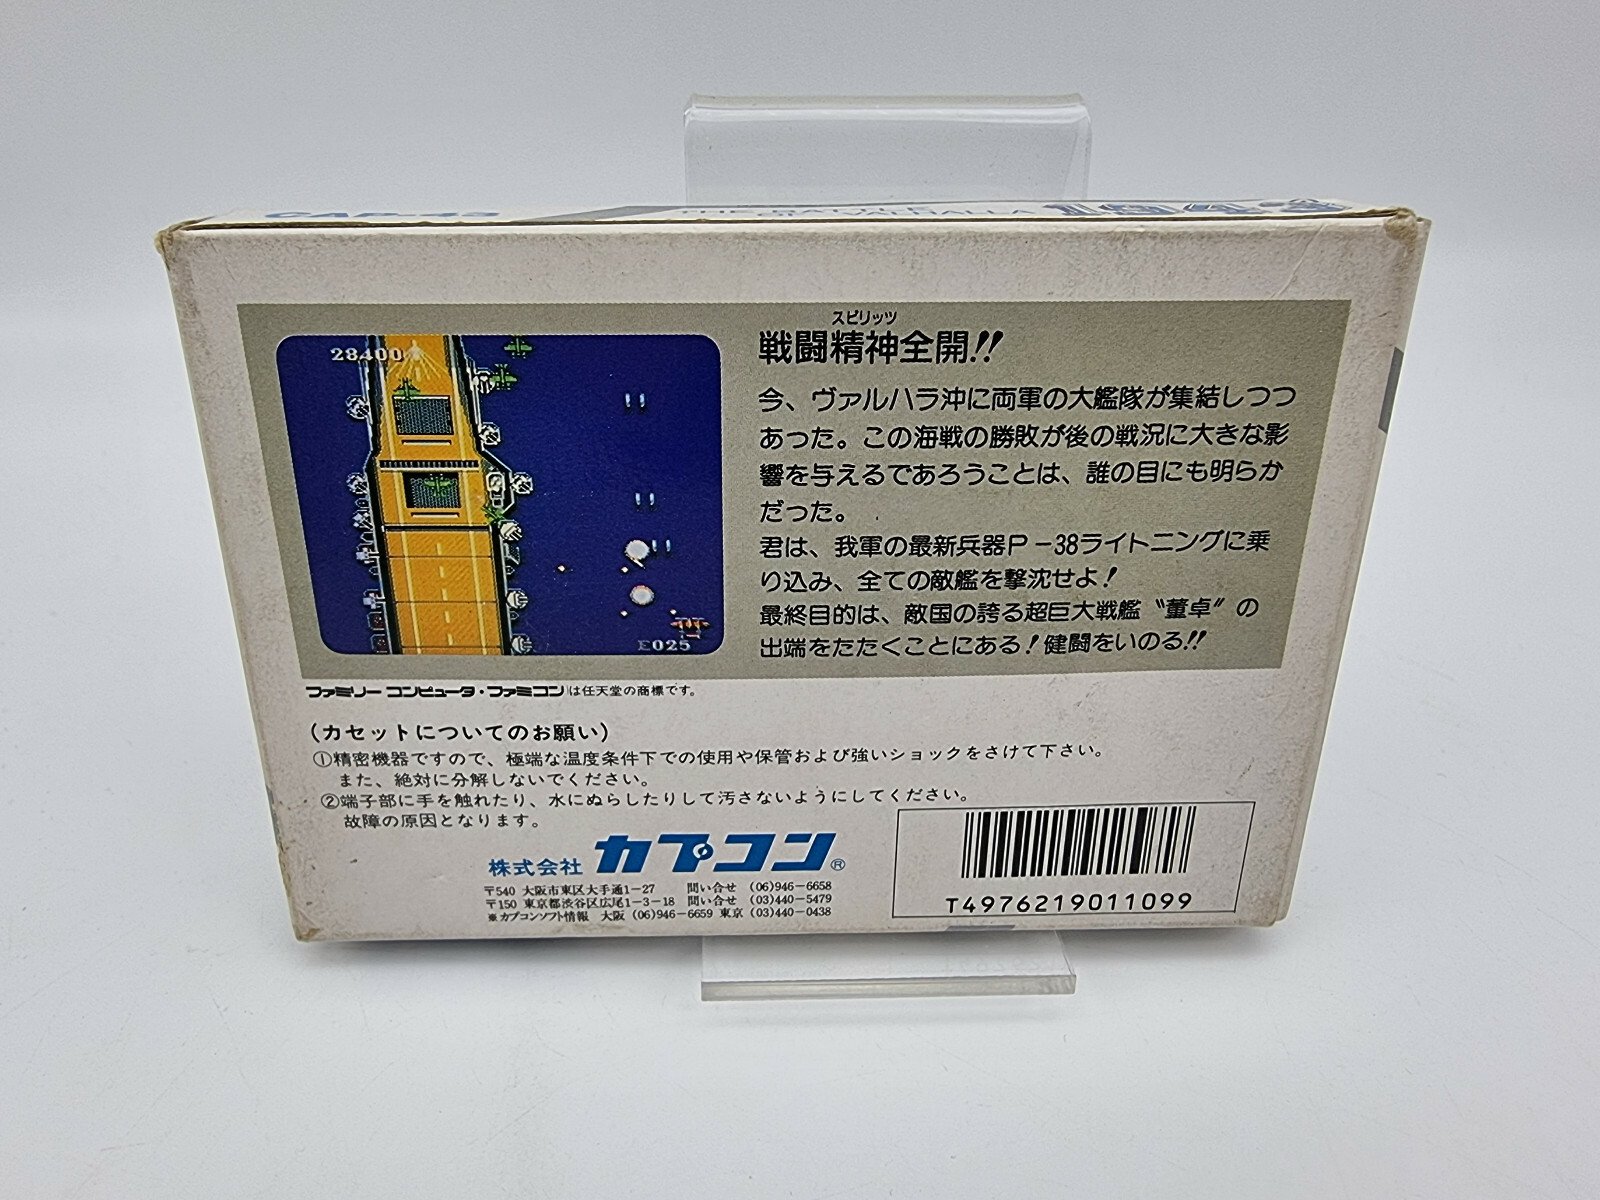 CAP-43
THE BATTLE
OF VALHALLA
1943
28400
E025
スピリッツ
戦闘精神全開!!
今、ヴァルハラ沖に両軍の大艦隊が集結しつつ
あった。この海戦の勝敗が後の戦況に大きな影
響を与えるであろうことは、誰の目にも明らか
だった。
君は、我軍の最新兵器P-38ライトニングに乗
り込み、全ての敵艦を撃沈せよ!
最終目的は、敵国の誇る超巨大戦艦〝董卓〞の
出端をたたくことにある!健闘をいのる!!
ファミリーコンピュータ・ファミコンは任天堂の商標です。
(カセットについてのお願い)
①精密機器ですので、極端な温度条件下での使用や保管および強いショックをさけて下さい。
また、絶対に分解しないでください。
②端子部に手を触れたり、水にぬらしたりして汚さないようにしてください。
故障の原因となります。
株式会社 カプコン®
〒540 大阪市東区大手通1-27 問い合せ (06)946-6658
〒150 東京都渋谷区広尾1-3-18 問い合せ (03)440-5479
※カプコンソフト情報 大阪 (06)946-6659 東京 (03)440-0438
T4976219011099